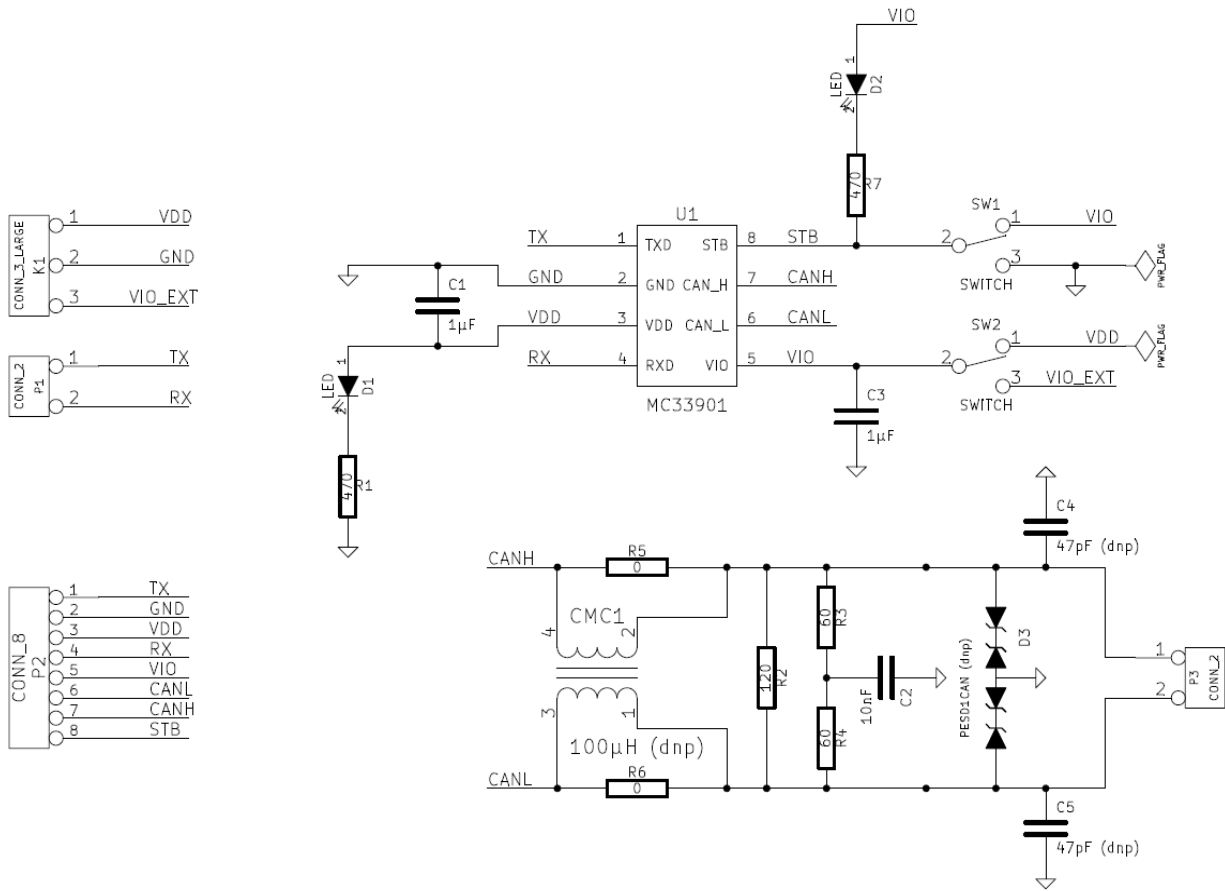 VIO
1
LED
D2
2
470
R7
CONN_3_LARGE
K1
1 VDD
2 GND
3 VIO_EXT
CONN_2
P1
1 TX
2 RX
CONN_8
P2
1 TX
2 GND
3 VDD
4 RX
5 VIO
6 CANL
7 CANH
8 STB
C1
1µF
1
LED
D1
2
470
R1
U1
TX 1 TXD STB 8 STB
GND 2 GND CAN_H 7 CANH
VDD 3 VDD CAN_L 6 CANL
RX 4 RXD VIO 5 VIO
MC33901
SW1
2 1 VIO
3
SWITCH
PWR_FLAG
SW2
2 1 VDD
3 VIO_EXT
SWITCH
PWR_FLAG
C3
1µF
C4
47pF (dnp)
CANH
R5
0
CMC1
4 2
3 1
100µH (dnp)
CANL
R6
0
120
R2
60
R3
60
R4
10nF
C2
PESD1CAN (dnp)
D3
1
2
P3
CONN_2
C5
47pF (dnp)